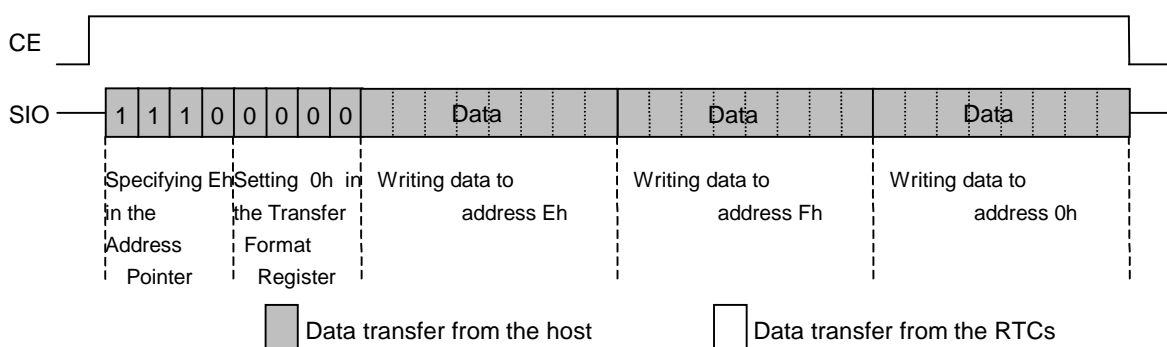 CE
SIO 1 1 1 0 0 0 0 0 Data Data Data
Specifying Eh Setting 0h in Writing data to Writing data to Writing data to
in the the Transfer address Eh address Fh address 0h
Address Format
Pointer Register
Data transfer from the host Data transfer from the RTCs